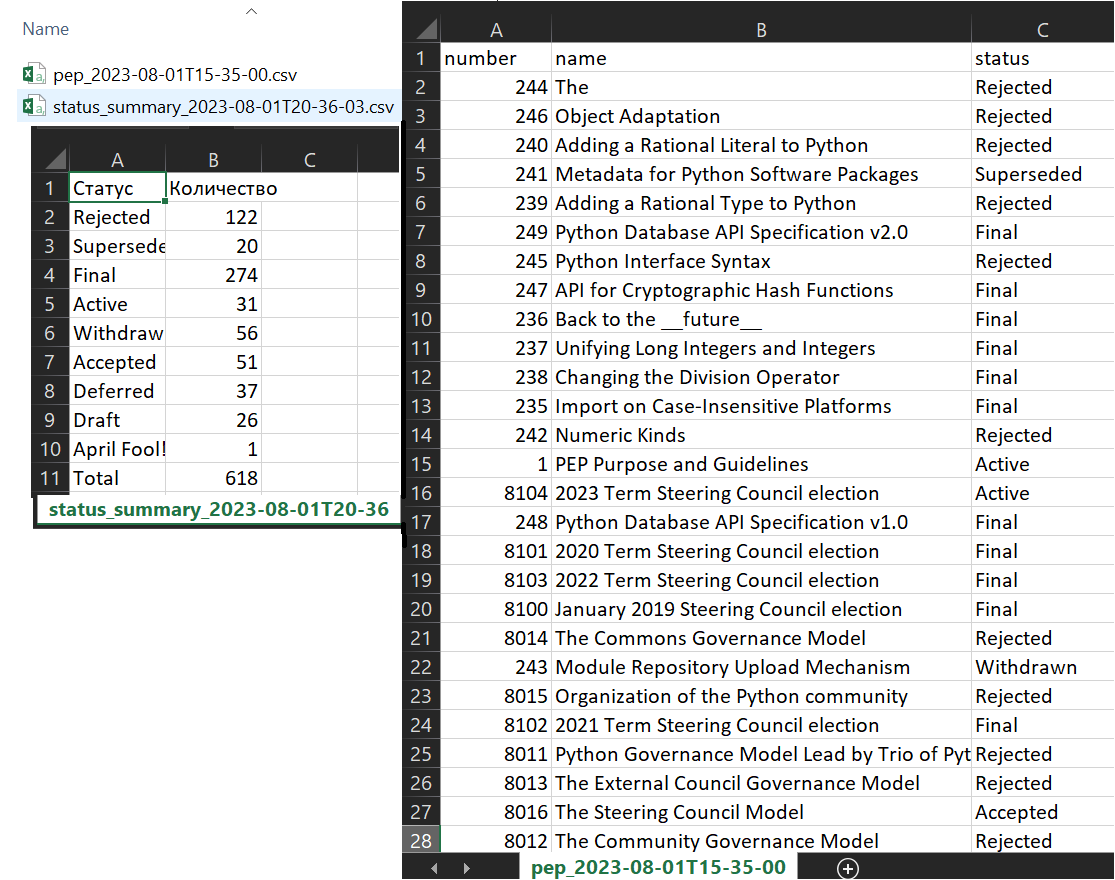 Name
pep_2023-08-01T15-35-00.csv
status_summary_2023-08-01T20-36-03.csv
A B C
1 Статус Количество
2 Rejected 122
3 Supersede 20
4 Final 274
5 Active 31
6 Withdraw 56
7 Accepted 51
8 Deferred 37
9 Draft 26
10 April Fool! 1
11 Total 618
status_summary_2023-08-01T20-36
A B C
1 number name status
2 244 The Rejected
3 246 Object Adaptation Rejected
4 240 Adding a Rational Literal to Python Rejected
5 241 Metadata for Python Software Packages Superseded
6 239 Adding a Rational Type to Python Rejected
7 249 Python Database API Specification v2.0 Final
8 245 Python Interface Syntax Rejected
9 247 API for Cryptographic Hash Functions Final
10 236 Back to the __future__ Final
11 237 Unifying Long Integers and Integers Final
12 238 Changing the Division Operator Final
13 235 Import on Case-Insensitive Platforms Final
14 242 Numeric Kinds Rejected
15 1 PEP Purpose and Guidelines Active
16 8104 2023 Term Steering Council election Active
17 248 Python Database API Specification v1.0 Final
18 8101 2020 Term Steering Council election Final
19 8103 2022 Term Steering Council election Final
20 8100 January 2019 Steering Council election Final
21 8014 The Commons Governance Model Rejected
22 243 Module Repository Upload Mechanism Withdrawn
23 8015 Organization of the Python community Rejected
24 8102 2021 Term Steering Council election Final
25 8011 Python Governance Model Lead by Trio of Pyt Rejected
26 8013 The External Council Governance Model Rejected
27 8016 The Steering Council Model Accepted
28 8012 The Community Governance Model Rejected
pep_2023-08-01T15-35-00